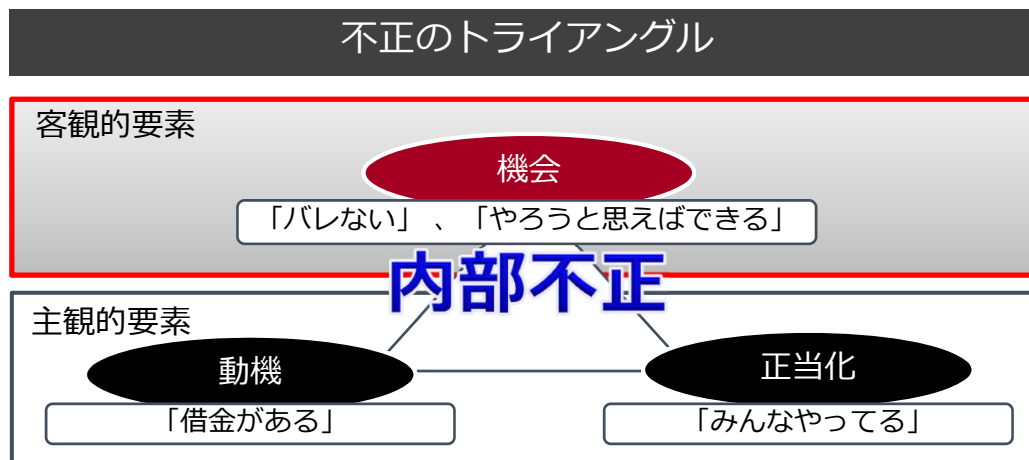 不正のトライアングル
客観的要素
機会
「バレない」 、「やろうと思えばできる」
内部不正
主観的要素
動機
正当化
「借金がある」
「みんなやってる」